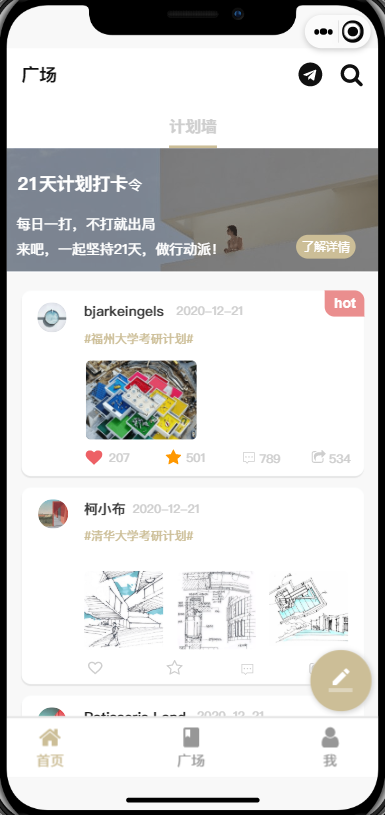 广场
计划墙
21天计划打卡令
每日一打，不打就出局
来吧，一起坚持21天，做行动派！
了解详情
hot
bjarkeingels 2020-12-21
#福州大学考研计划#
207 501 789 534
柯小布 2020-12-21
#清华大学考研计划#
首页 广场 我